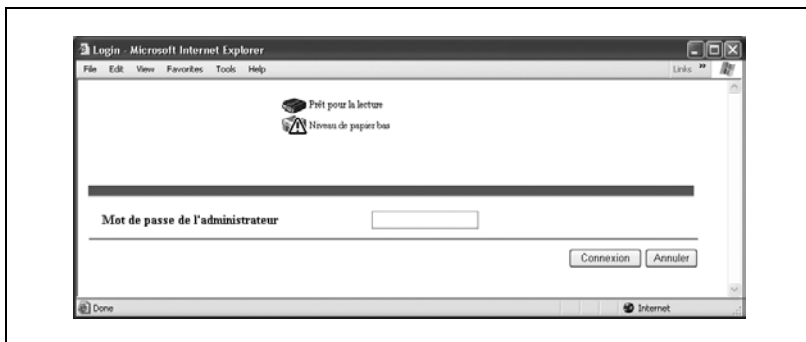 Login - Microsoft Internet Explorer
File Edit View Favorites Tools Help Links »
Prêt pour la lecture
Niveau de papier bas
Mot de passe de l'administrateur
Connexion Annuler
Done Internet